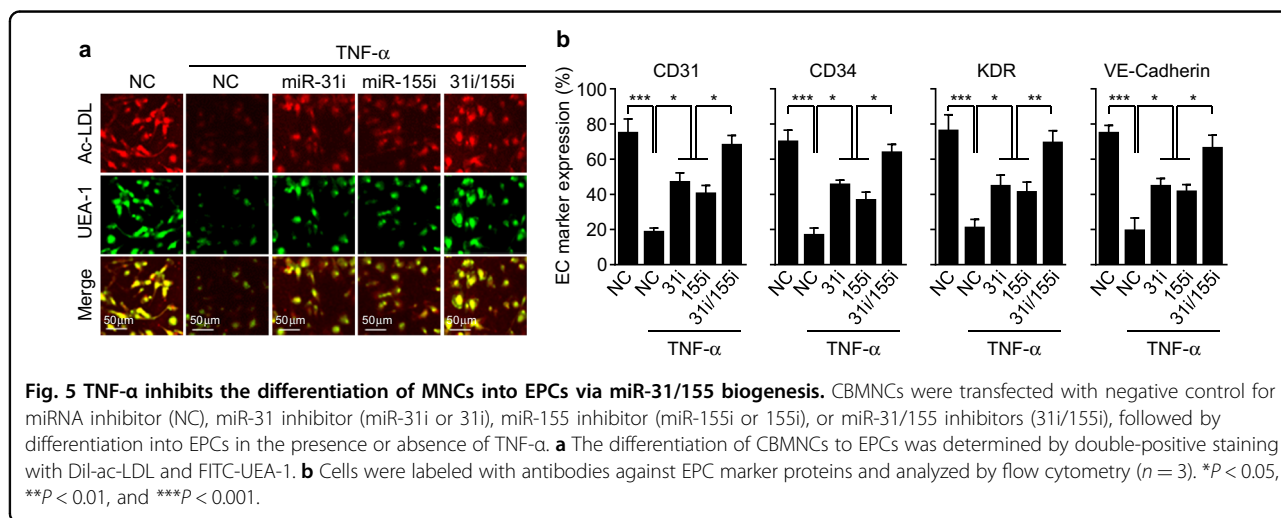 a
TNF-α
NC NC miR-31i miR-155i 31i/155i
Ac-LDL
UEA-1
Merge
50μm 50μm 50μm 50μm 50μm
b
CD31 CD34 KDR VE-Cadherin
EC marker expression (%)
100
80
60
40
20
0
*** * * *** * * *** * ** *** * *
NC NC 31i 155i 31i/155i NC NC 31i 155i 31i/155i NC NC 31i 155i 31i/155i NC NC 31i 155i 31i/155i
TNF-α TNF-α TNF-α TNF-α
Fig. 5 TNF-α inhibits the differentiation of MNCs into EPCs via miR-31/155 biogenesis. CBMNCs were transfected with negative control for
miRNA inhibitor (NC), miR-31 inhibitor (miR-31i or 31i), miR-155 inhibitor (miR-155i or 155i), or miR-31/155 inhibitors (31i/155i), followed by
differentiation into EPCs in the presence or absence of TNF-α. a The differentiation of CBMNCs to EPCs was determined by double-positive staining
with Dil-ac-LDL and FITC-UEA-1. b Cells were labeled with antibodies against EPC marker proteins and analyzed by flow cytometry (n = 3). *P < 0.05,
**P < 0.01, and ***P < 0.001.